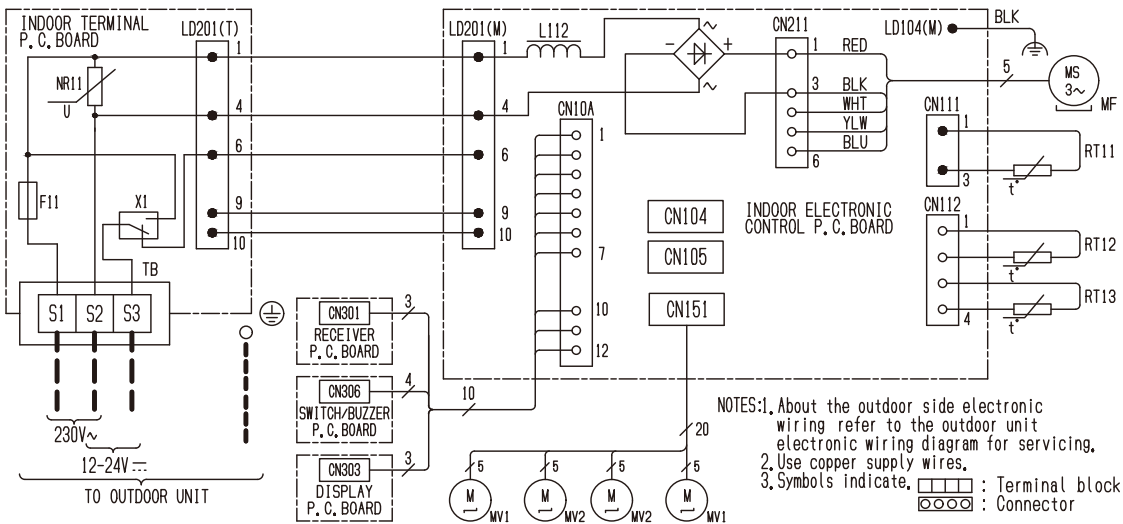 INDOOR TERMINAL
P.C.BOARD
LD201(T)
1
4
6
9
10
NR11
U
F11
X1
TB
S1
S2
S3
230V~
12-24V ⎓
TO OUTDOOR UNIT
LD201(M)
1
4
6
9
10
L112
~
-
+
~
CN10A
1
7
10
12
CN211
1
3
6
RED
BLK
WHT
YLW
BLU
LD104(M)
BLK
5
MS
3~
MF
CN111
1
3
RT11
t°
CN112
1
4
RT12
t°
RT13
t°
INDOOR ELECTRONIC
CONTROL P.C.BOARD
CN104
CN105
CN151
CN301
3
RECEIVER
P.C.BOARD
CN306
4
SWITCH/BUZZER
P.C.BOARD
CN303
3
DISPLAY
P.C.BOARD
10
20
5
5
5
5
M
MV1
M
MV2
M
MV2
M
MV1
NOTES:1. About the outdoor side electronic
wiring refer to the outdoor unit
electronic wiring diagram for servicing.
2. Use copper supply wires.
3. Symbols indicate.
: Terminal block
: Connector